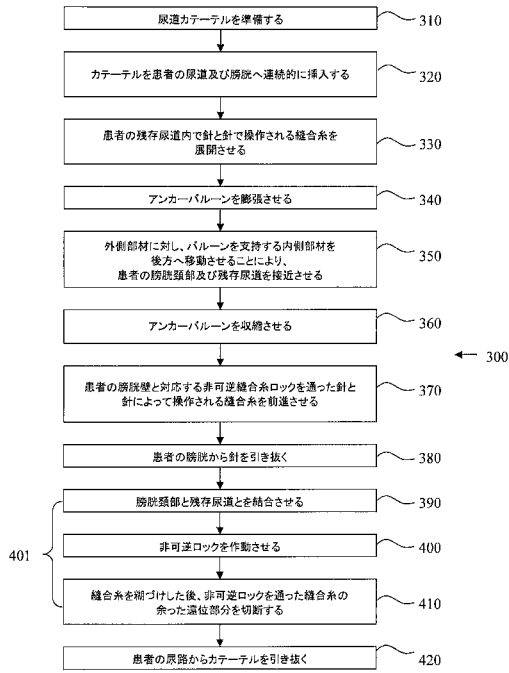 尿道カテーテルを準備する
310
カテーテルを患者の尿道及び膀胱へ連続的に挿入する
320
患者の残存尿道内で針と針で操作される縫合糸を
展開させる
330
アンカーバルーンを膨張させる
340
外側部材に対し、バルーンを支持する内側部材を
後方へ移動させることにより、
患者の膀胱頚部及び残存尿道を接近させる
350
アンカーバルーンを収縮させる
360
300
患者の膀胱壁と対応する非可逆縫合糸ロックを通った針と
針によって操作される縫合糸を前進させる
370
患者の膀胱から針を引き抜く
380
膀胱頚部と残存尿道とを結合させる
390
401
非可逆ロックを作動させる
400
縫合糸を糊づけした後、非可逆ロックを通った縫合糸の
余った遠位部分を切断する
410
患者の尿路からカテーテルを引き抜く
420